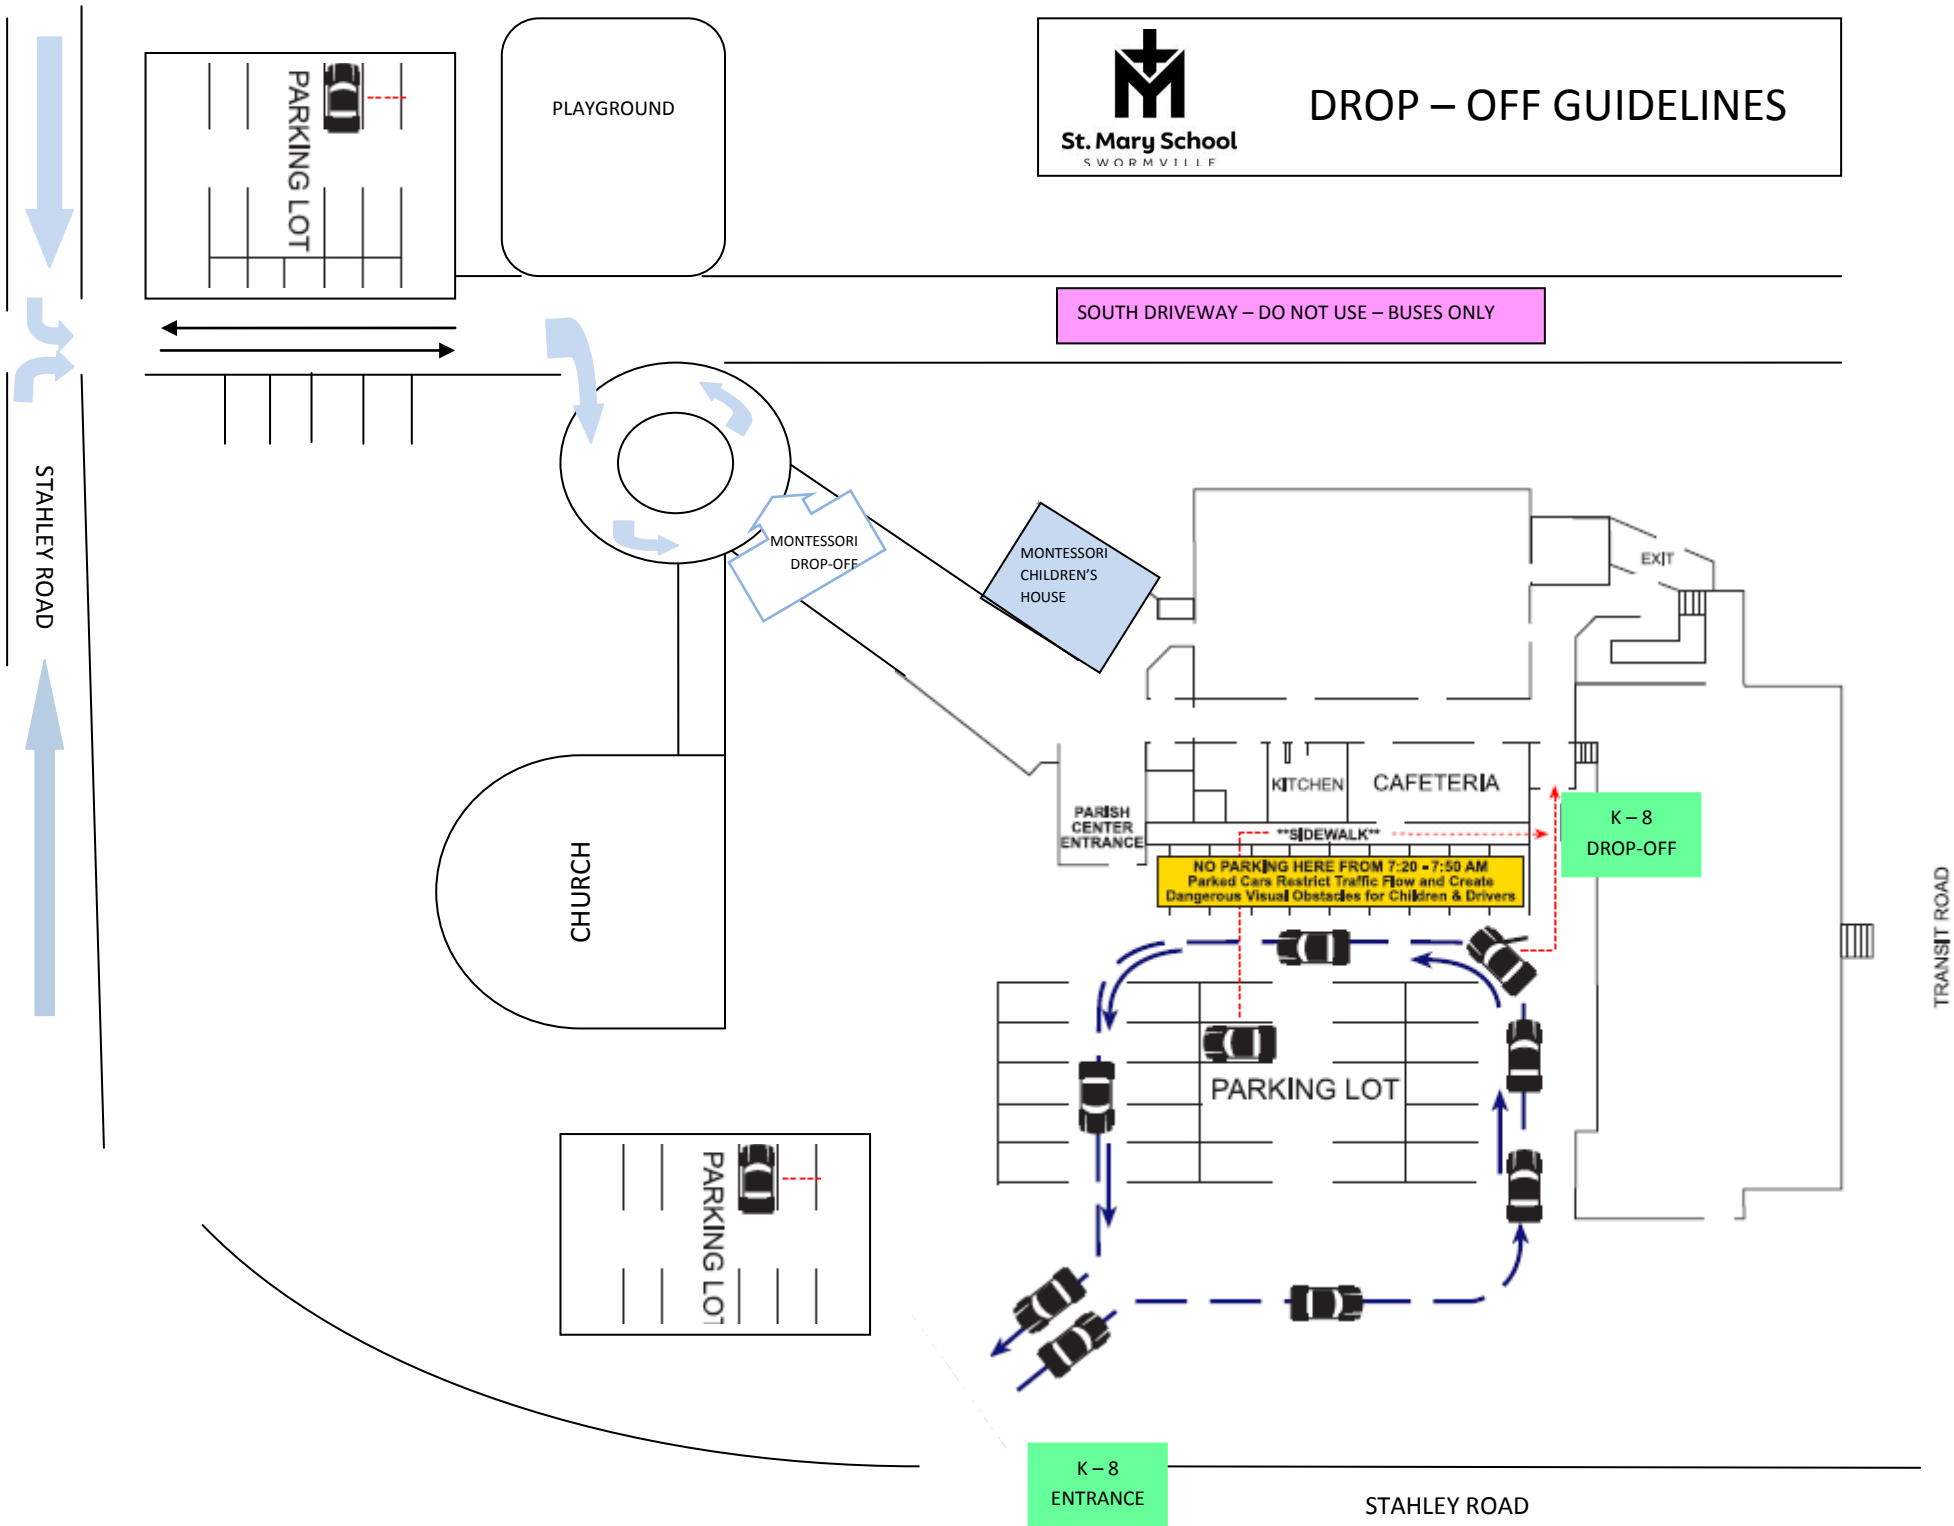 PARKING LOT
PLAYGROUND
St. Mary School
SWORMVILLE
DROP – OFF GUIDELINES
SOUTH DRIVEWAY – DO NOT USE – BUSES ONLY
STAHLEY ROAD
MONTESSORI
DROP-OFF
MONTESSORI
CHILDREN'S
HOUSE
EXIT
KITCHEN
CAFETERIA
PARISH
CENTER
ENTRANCE
**SIDEWALK**
K – 8
DROP-OFF
NO PARKING HERE FROM 7:20 - 7:50 AM
Parked Cars Restrict Traffic Flow and Create
Dangerous Visual Obstacles for Children & Drivers
CHURCH
TRANSIT ROAD
PARKING LOT
PARKING LOT
K – 8
ENTRANCE
STAHLEY ROAD